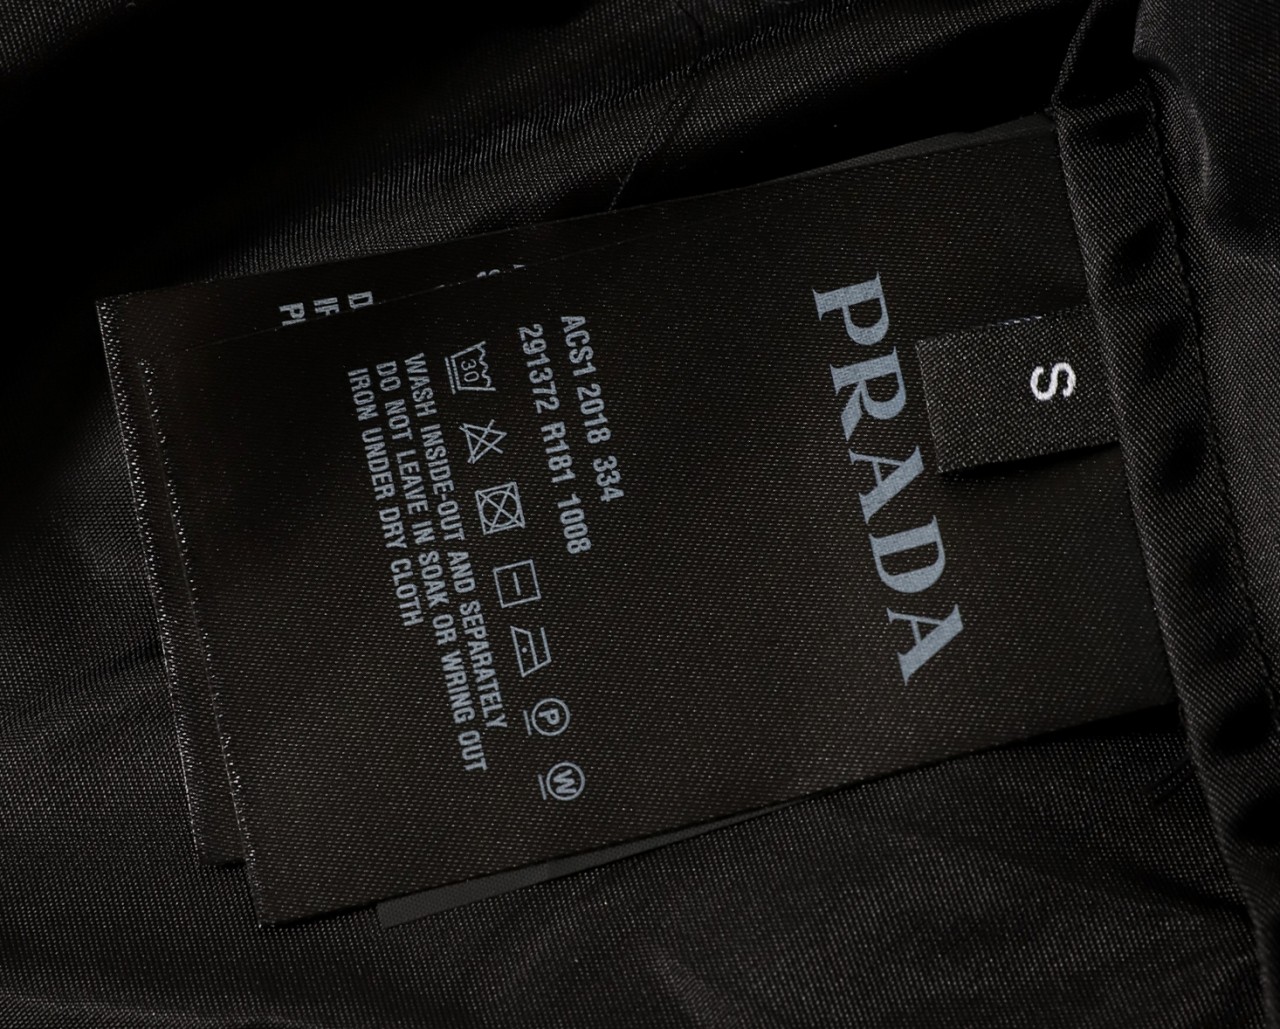 PRADA
S
ACS1 2018 334
291372 R181 1008
30
P
W
WASH INSIDE-OUT AND SEPARATELY
DO NOT LEAVE IN SOAK OR WRING OUT
IRON UNDER DRY CLOTH